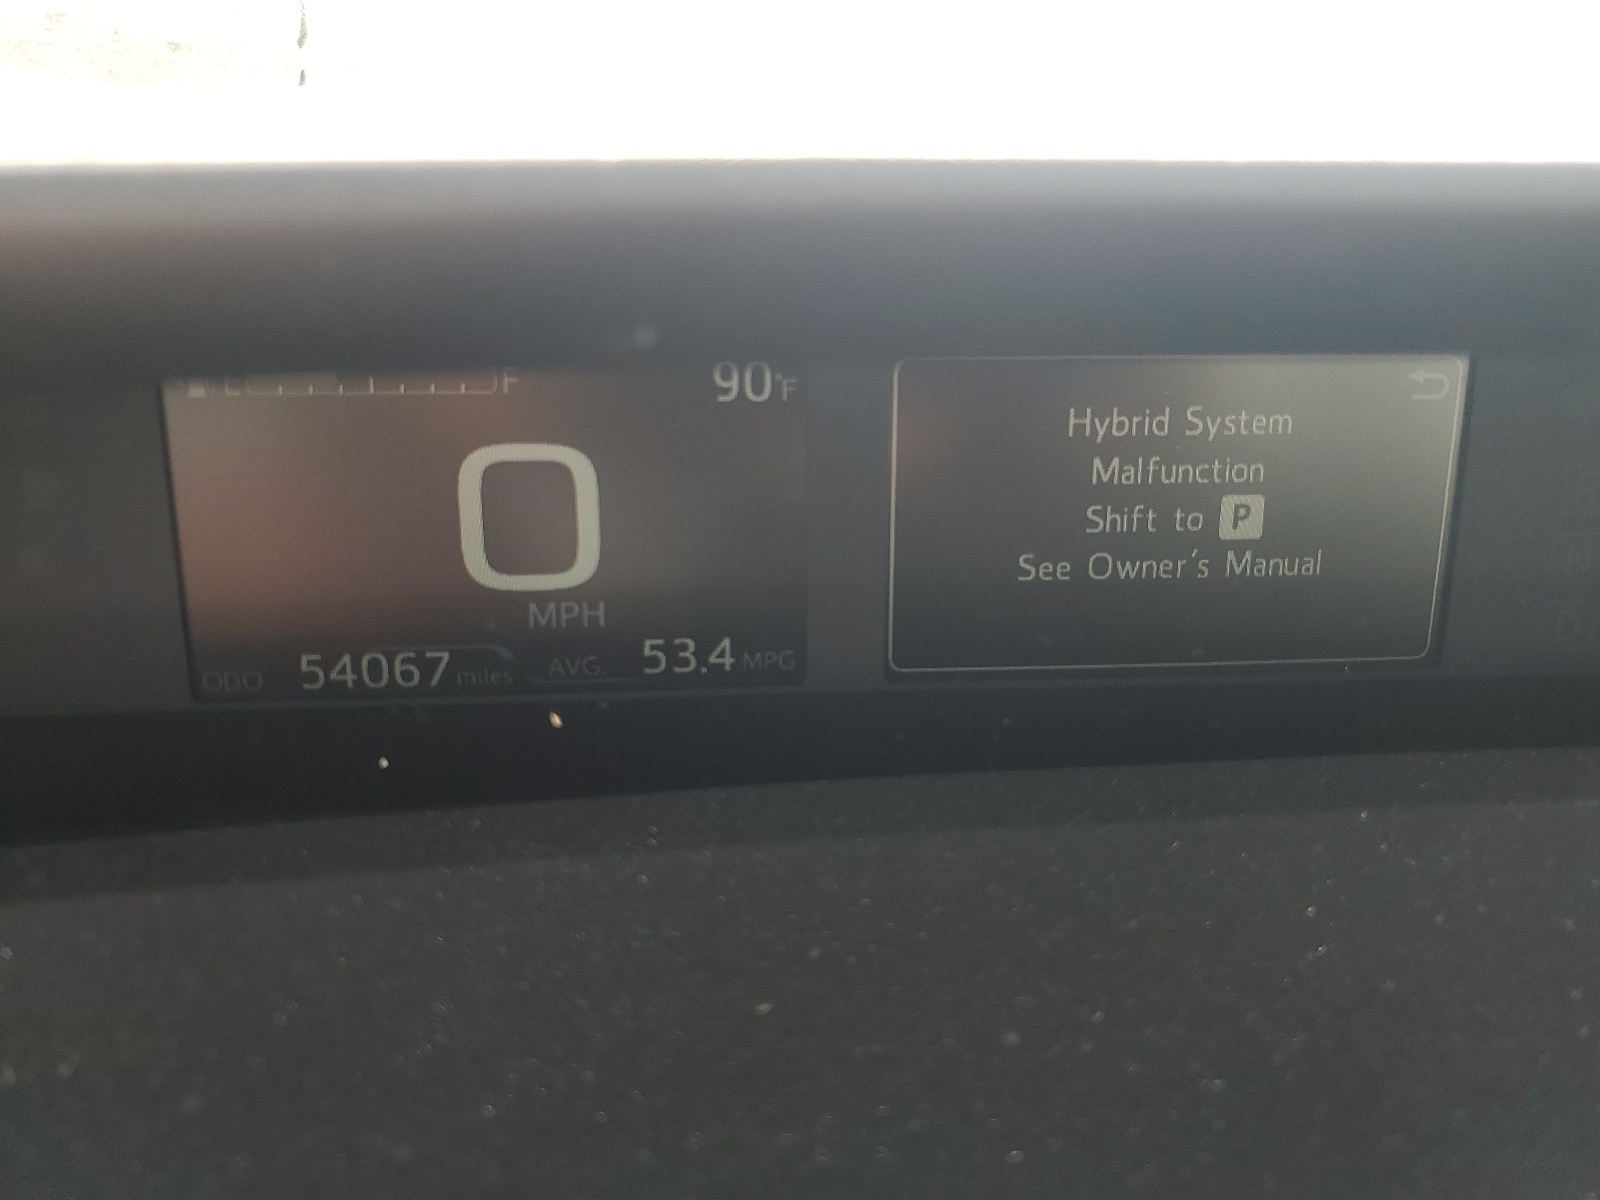 F
90°F
0
MPH
ODO 54067 miles AVG. 53.4 MPG
Hybrid System
Malfunction
Shift to P
See Owner's Manual
N
D